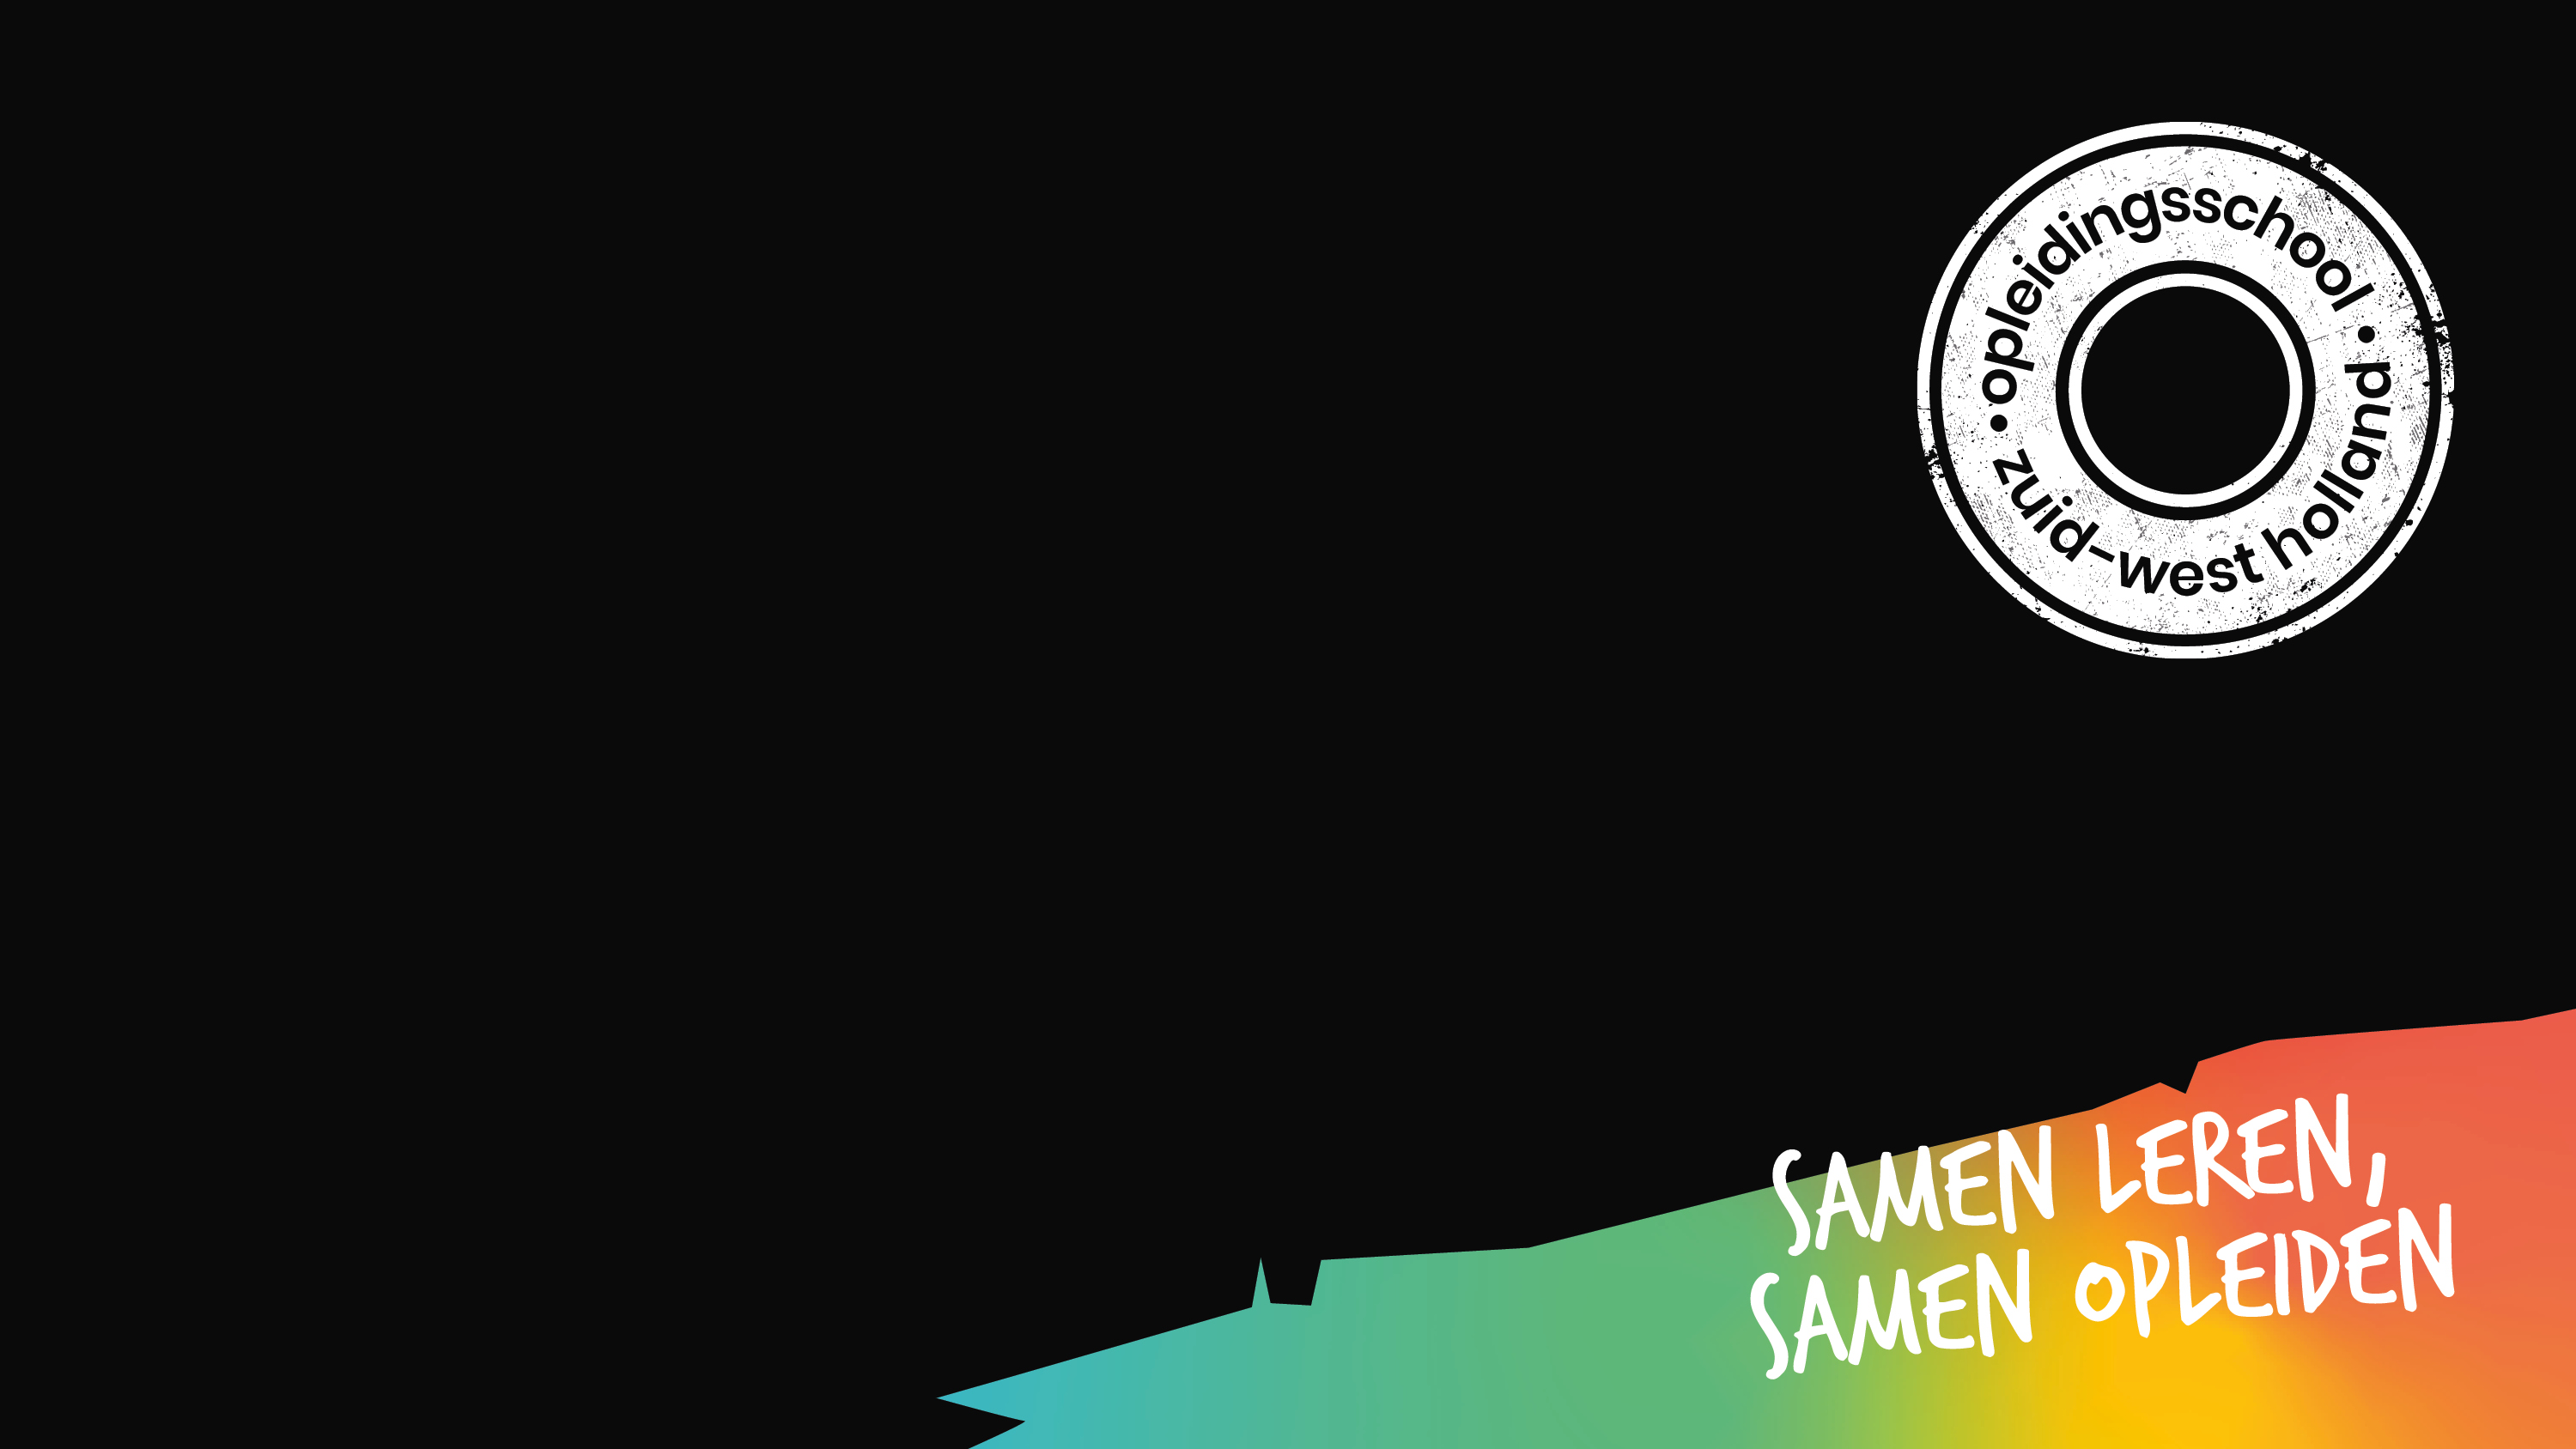 • opleidingsschool •
zuid-west holland
SAMEN LEREN,
SAMEN OPLEIDEN